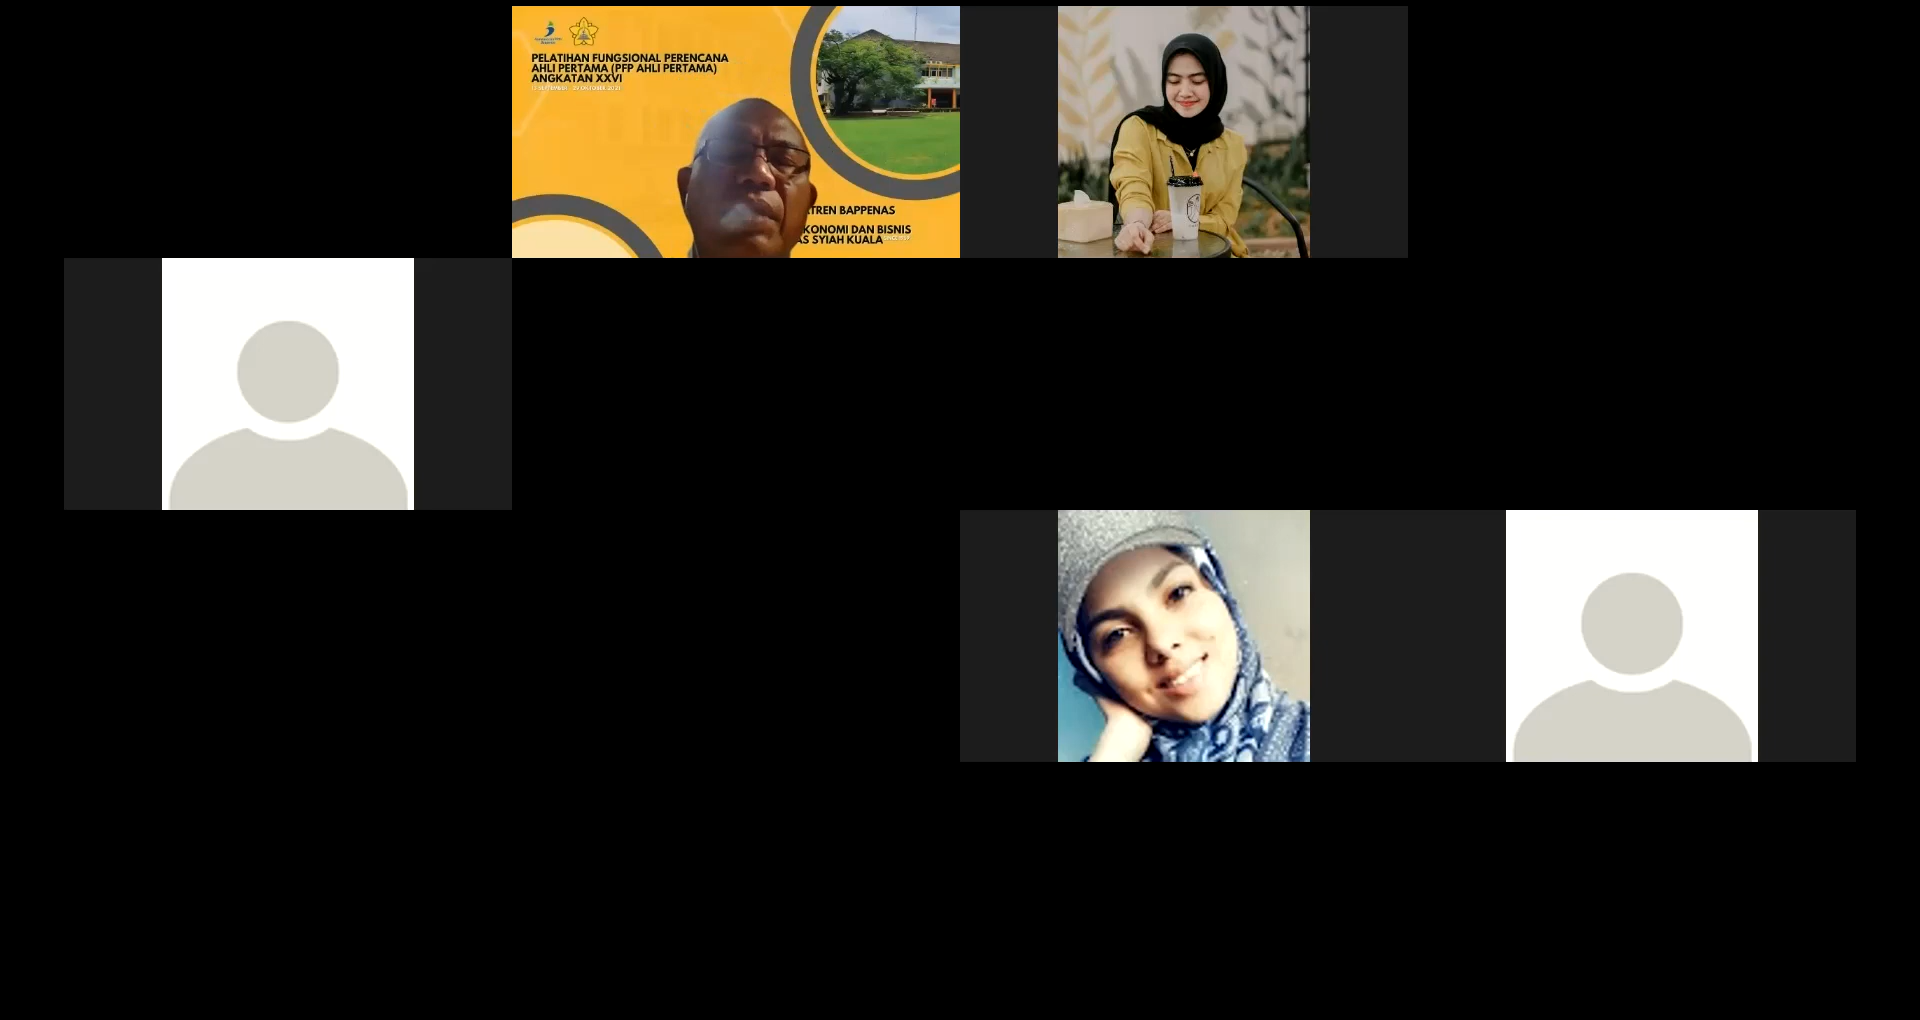 PELATIHAN FUNGSIONAL PERENCANA
AHLI PERTAMA (PFP AHLI PERTAMA)
ANGKATAN XXVI
TREN BAPPENAS
KONOMI DAN BISNIS
AS SYIAH KUALA